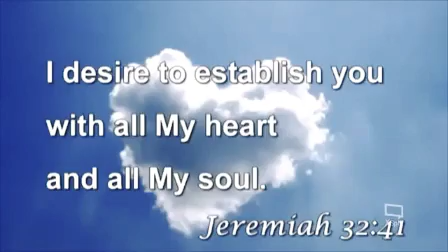 I desire to establish you
with all My heart
and all My soul.
Jeremiah 32:41